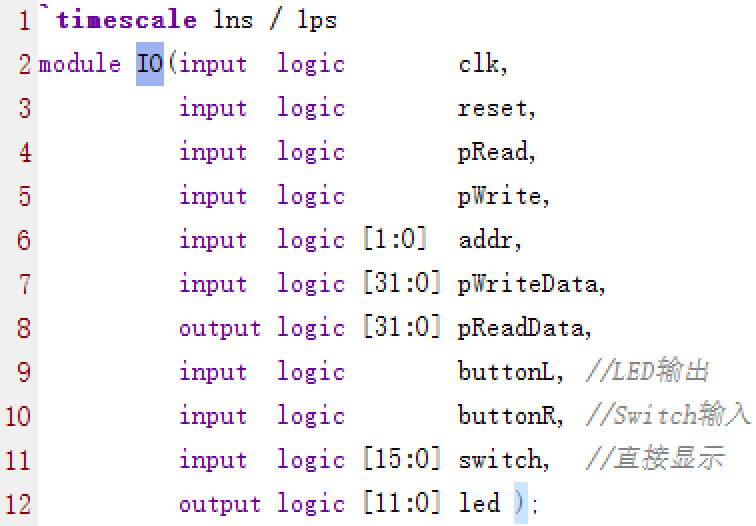 1 `timescale 1ns / 1ps
2 module IO(input logic clk,
3 input logic reset,
4 input logic pRead,
5 input logic pWrite,
6 input logic [1:0] addr,
7 input logic [31:0] pWriteData,
8 output logic [31:0] pReadData,
9 input logic buttonL, //LED输出
10 input logic buttonR, //Switch输入
11 input logic [15:0] switch, //直接显示
12 output logic [11:0] led );